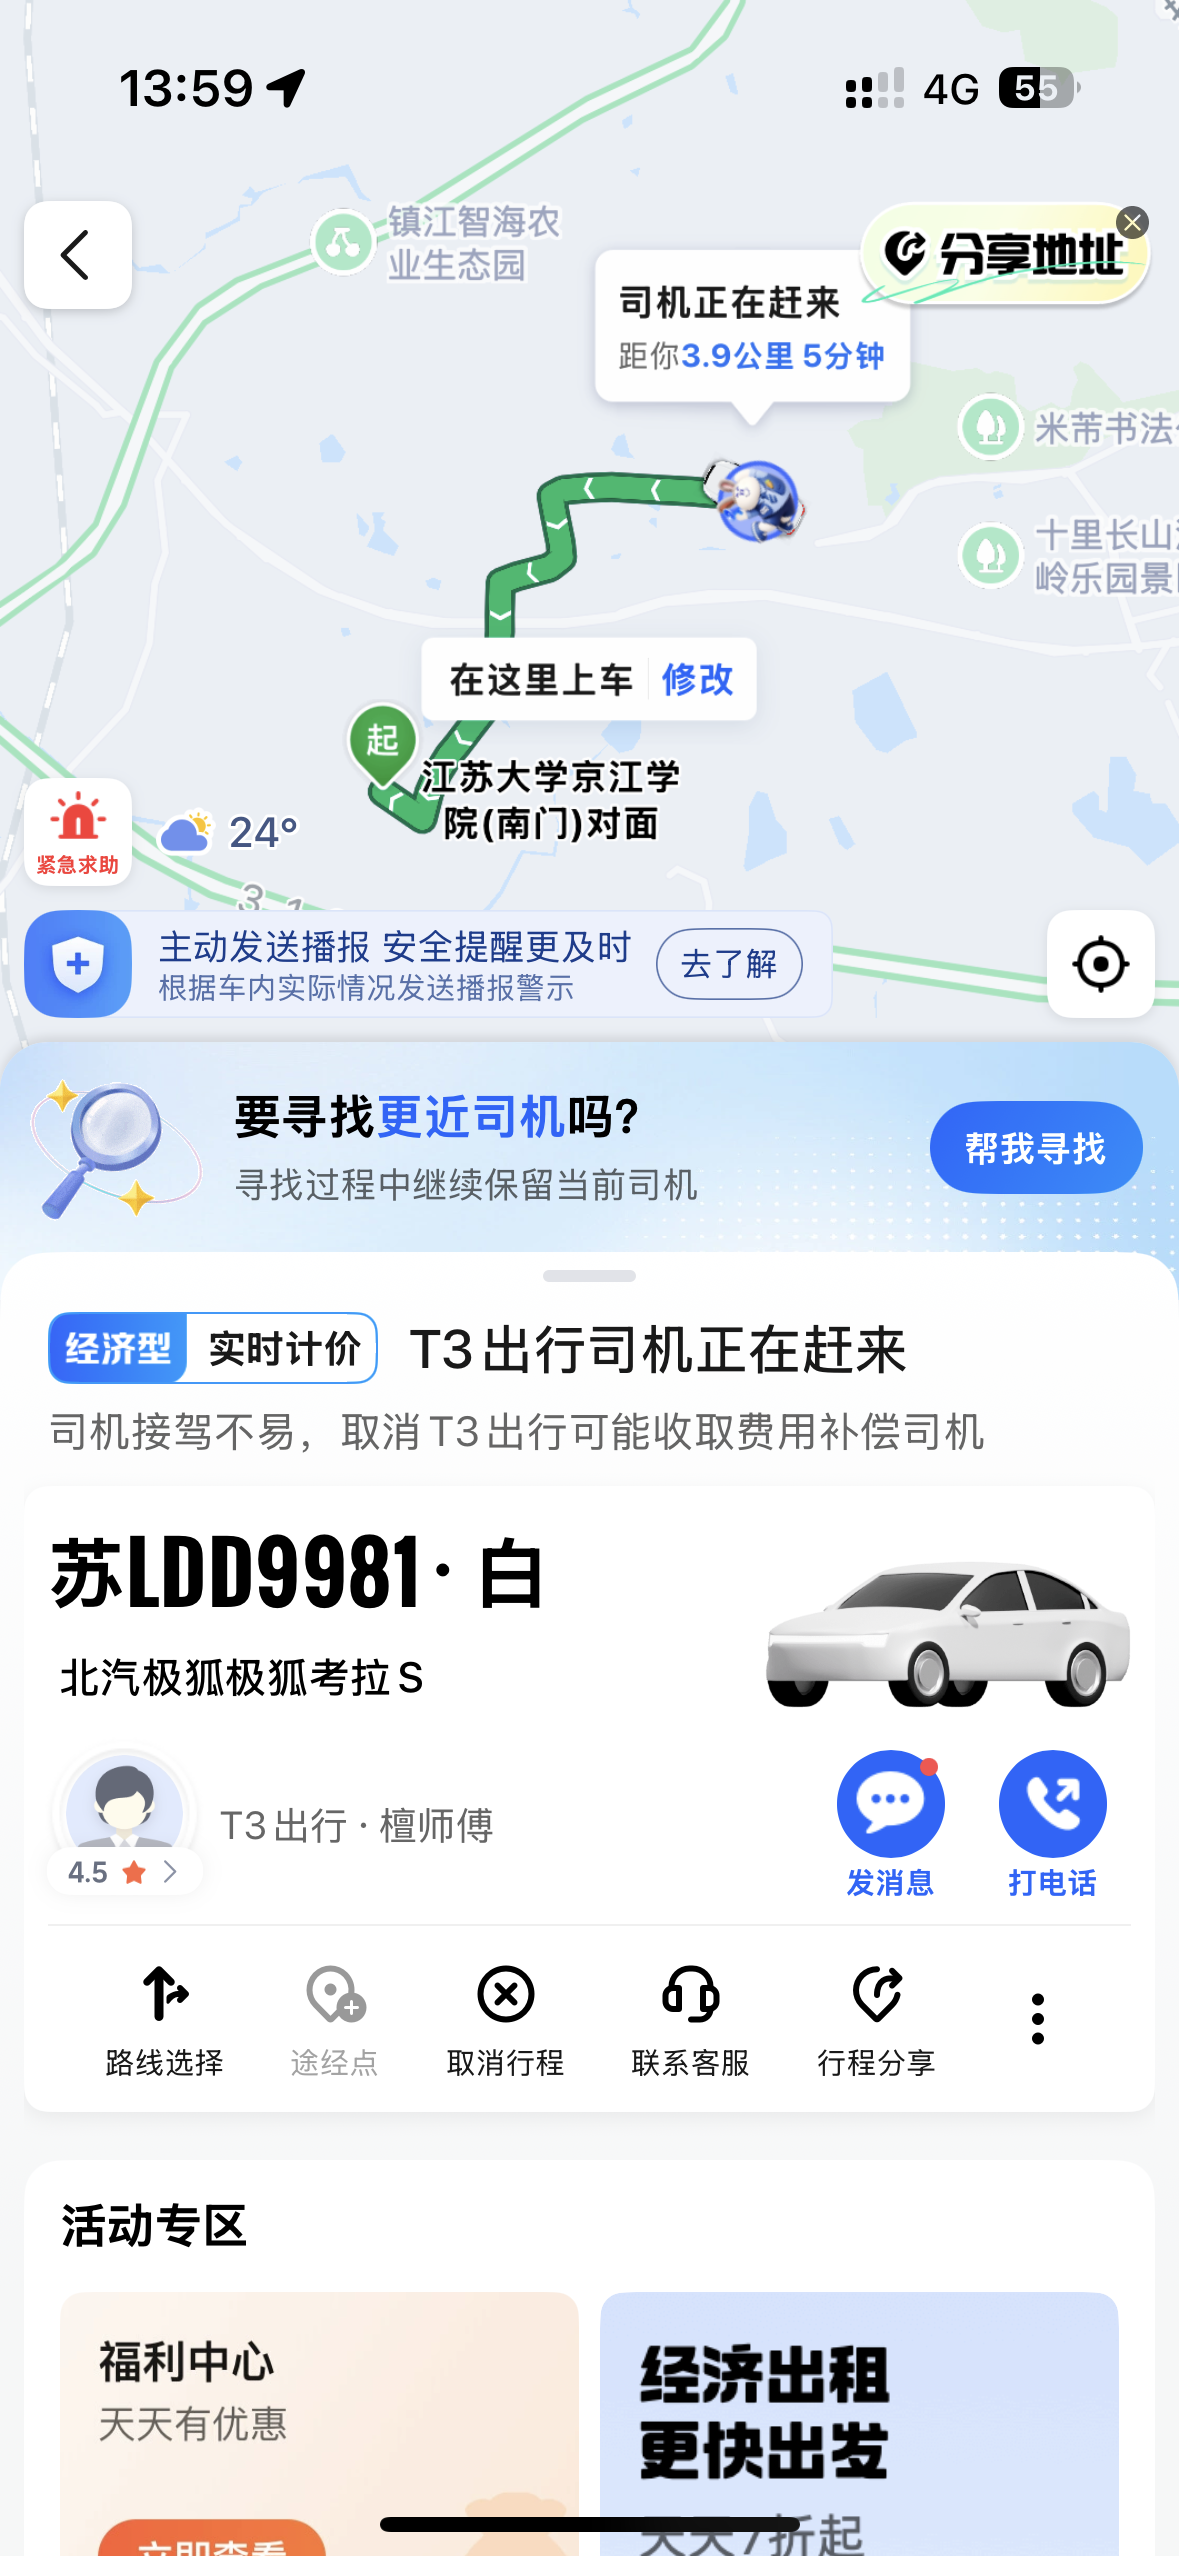 13:59
4G
55
镇江智海农
业生态园
分享地址
司机正在赶来
距你3.9公里 5分钟
米芾书法
十里长山
岭乐园景
在这里上车
修改
起
江苏大学京江学
院(南门)对面
紧急求助
24°
主动发送播报 安全提醒更及时
根据车内实际情况发送播报警示
去了解
要寻找更近司机吗?
寻找过程中继续保留当前司机
帮我寻找
经济型
实时计价
T3出行司机正在赶来
司机接驾不易，取消T3出行可能收取费用补偿司机
苏LDD9981·白
北汽极狐极狐考拉S
T3出行·檀师傅
4.5
发消息
打电话
路线选择
途经点
取消行程
联系客服
行程分享
活动专区
福利中心
天天有优惠
立即查看
经济出租
更快出发
天天7折起